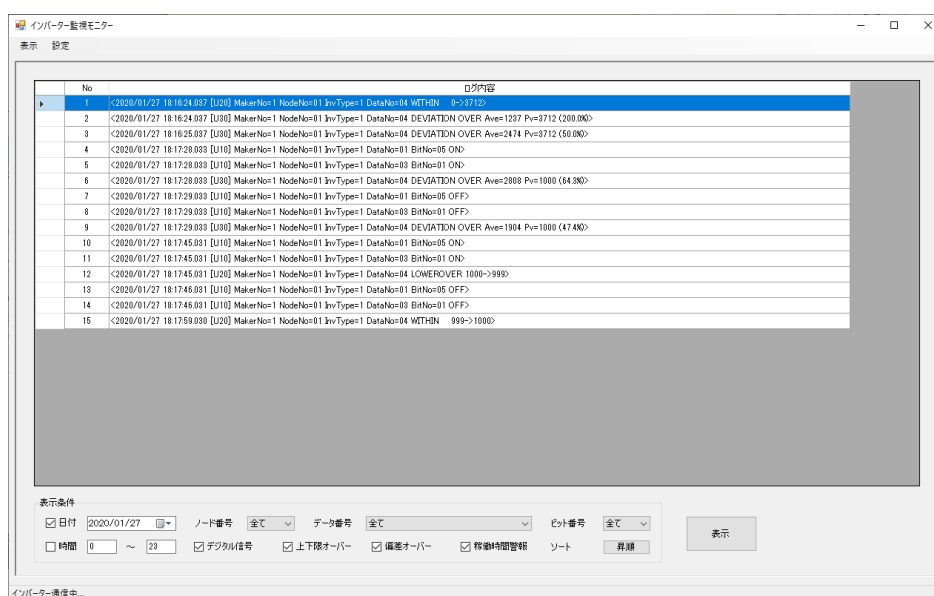 インバーター監視モニター
表示 設定
No ログ内容
1 <2020/01/27 18:16:24.037 [U20] MakerNo=1 NodeNo=01 InvType=1 DataNo=04 WITHIN 0->3712>
2 <2020/01/27 18:16:24.037 [U30] MakerNo=1 NodeNo=01 InvType=1 DataNo=04 DEVIATION OVER Ave=1237 Pv=3712 (200.0%)>
3 <2020/01/27 18:16:25.037 [U30] MakerNo=1 NodeNo=01 InvType=1 DataNo=04 DEVIATION OVER Ave=2474 Pv=3712 (50.0%)>
4 <2020/01/27 18:17:28.033 [U10] MakerNo=1 NodeNo=01 InvType=1 DataNo=01 BitNo=05 ON>
5 <2020/01/27 18:17:28.033 [U10] MakerNo=1 NodeNo=01 InvType=1 DataNo=03 BitNo=01 ON>
6 <2020/01/27 18:17:28.033 [U30] MakerNo=1 NodeNo=01 InvType=1 DataNo=04 DEVIATION OVER Ave=2808 Pv=1000 (64.3%)>
7 <2020/01/27 18:17:29.033 [U10] MakerNo=1 NodeNo=01 InvType=1 DataNo=01 BitNo=05 OFF>
8 <2020/01/27 18:17:29.033 [U10] MakerNo=1 NodeNo=01 InvType=1 DataNo=03 BitNo=01 OFF>
9 <2020/01/27 18:17:29.033 [U30] MakerNo=1 NodeNo=01 InvType=1 DataNo=04 DEVIATION OVER Ave=1904 Pv=1000 (47.4%)>
10 <2020/01/27 18:17:45.031 [U10] MakerNo=1 NodeNo=01 InvType=1 DataNo=01 BitNo=05 ON>
11 <2020/01/27 18:17:45.031 [U10] MakerNo=1 NodeNo=01 InvType=1 DataNo=03 BitNo=01 ON>
12 <2020/01/27 18:17:45.031 [U20] MakerNo=1 NodeNo=01 InvType=1 DataNo=04 LOWEROVER 1000->999>
13 <2020/01/27 18:17:46.031 [U10] MakerNo=1 NodeNo=01 InvType=1 DataNo=01 BitNo=05 OFF>
14 <2020/01/27 18:17:46.031 [U10] MakerNo=1 NodeNo=01 InvType=1 DataNo=03 BitNo=01 OFF>
15 <2020/01/27 18:17:59.030 [U20] MakerNo=1 NodeNo=01 InvType=1 DataNo=04 WITHIN 999->1000>
表示条件
日付 2020/01/27 ノード番号 全て データ番号 全て ビット番号 全て
時間 0 ～ 23 デジタル信号 上下限オーバー 偏差オーバー 稼働時間警報 ソート 昇順
表示
インバーター通信中...